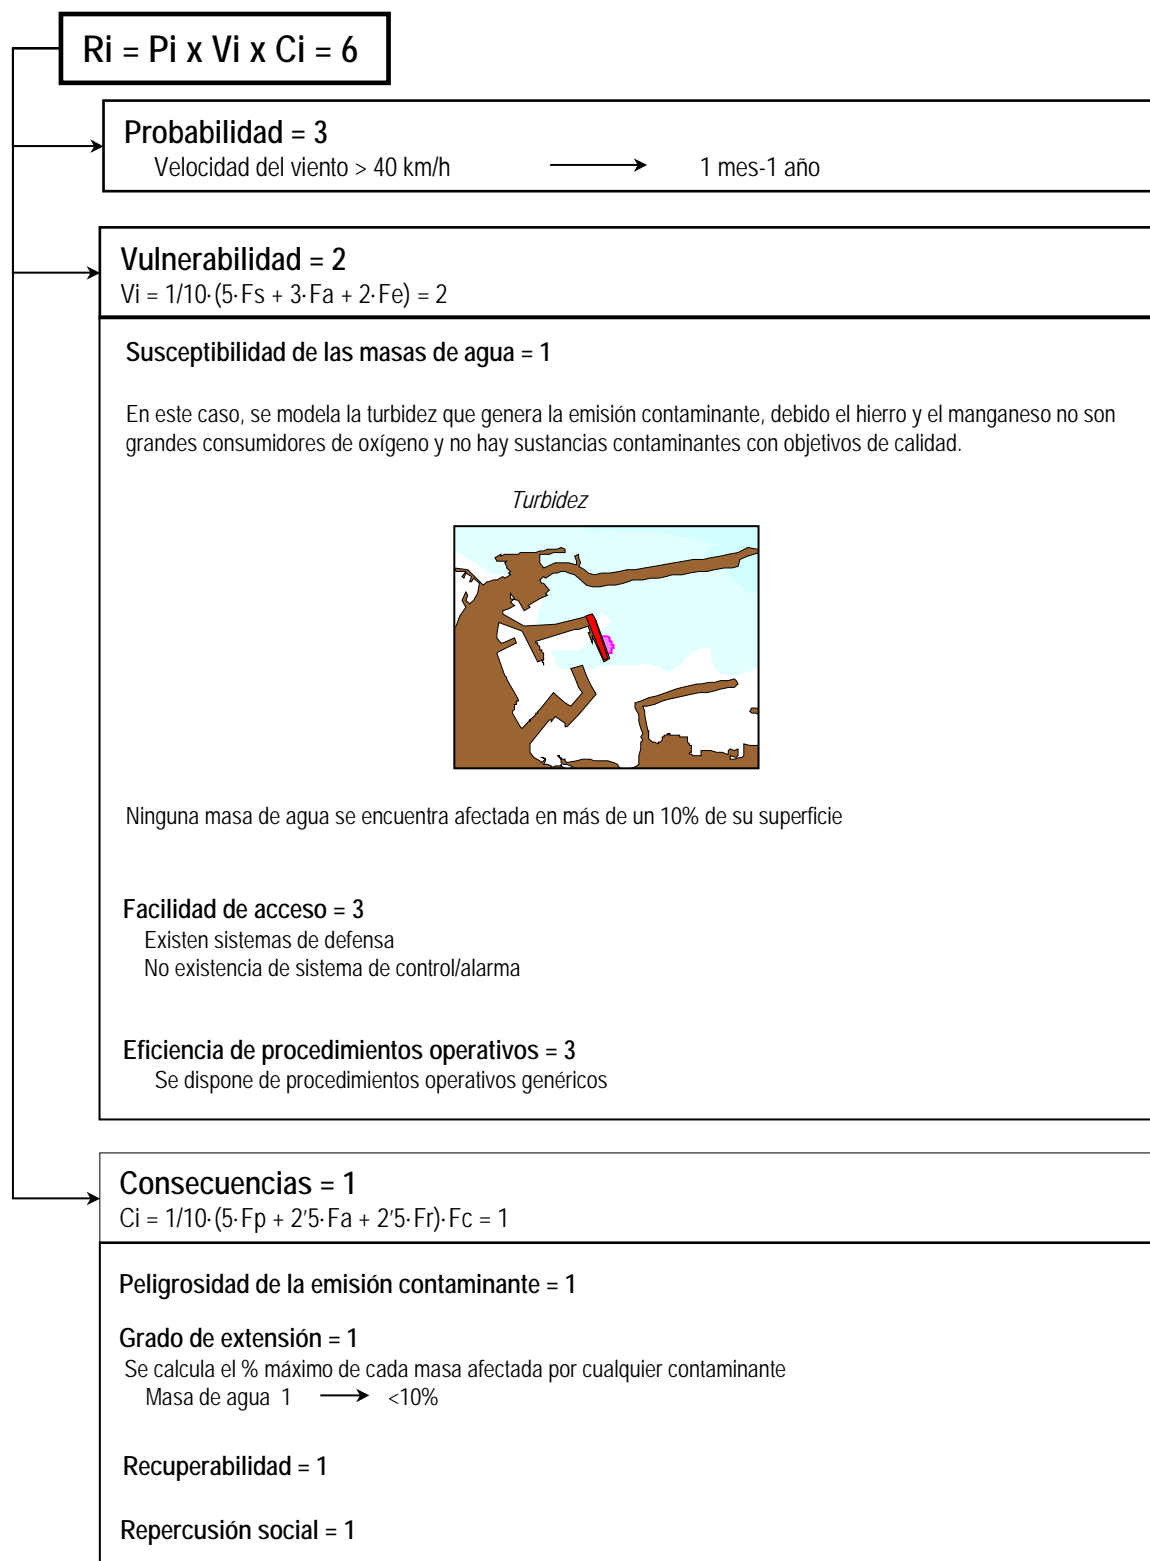 Ri = Pi x Vi x Ci = 6
Probabilidad = 3
Velocidad del viento > 40 km/h → 1 mes-1 año
Vulnerabilidad = 2
Vi = 1/10·(5·Fs + 3·Fa + 2·Fe) = 2
Susceptibilidad de las masas de agua = 1
En este caso, se modela la turbidez que genera la emisión contaminante, debido el hierro y el manganeso no son
grandes consumidores de oxígeno y no hay sustancias contaminantes con objetivos de calidad.
Turbidez
Ninguna masa de agua se encuentra afectada en más de un 10% de su superficie
Facilidad de acceso = 3
Existen sistemas de defensa
No existencia de sistema de control/alarma
Eficiencia de procedimientos operativos = 3
Se dispone de procedimientos operativos genéricos
Consecuencias = 1
Ci = 1/10·(5·Fp + 2'5·Fa + 2'5·Fr)·Fc = 1
Peligrosidad de la emisión contaminante = 1
Grado de extensión = 1
Se calcula el % máximo de cada masa afectada por cualquier contaminante
Masa de agua 1 → <10%
Recuperabilidad = 1
Repercusión social = 1